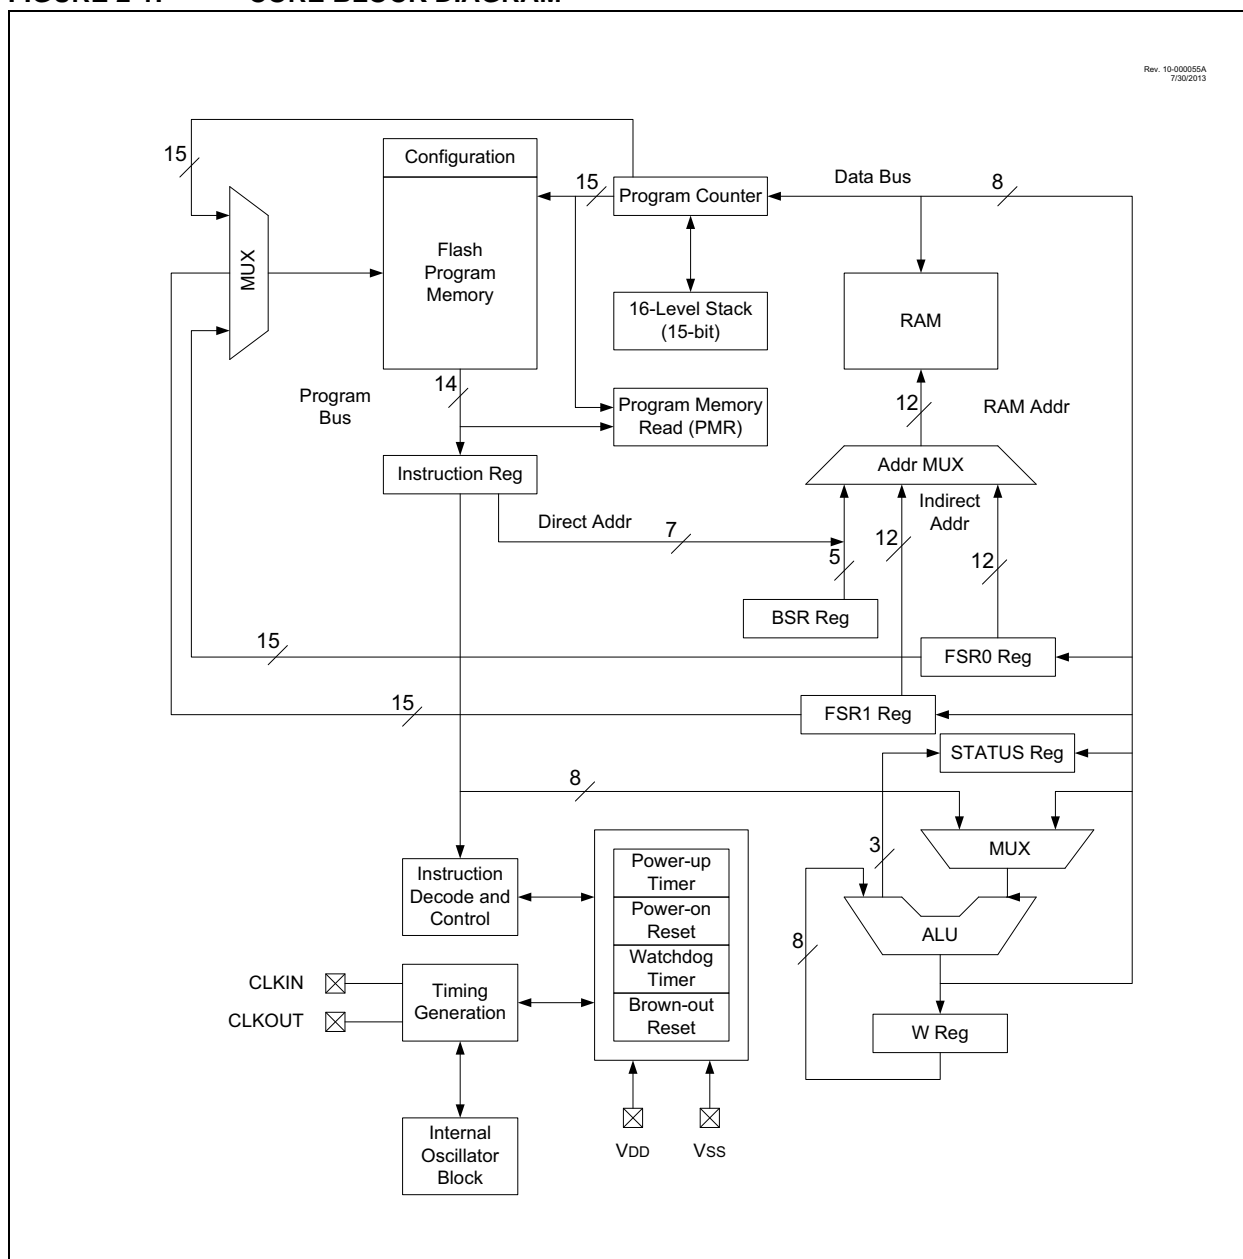 Rev. 10-000055A
7/30/2013
15
Configuration
15
Program Counter
Data Bus
8
MUX
Flash
Program
Memory
16-Level Stack
(15-bit)
RAM
14
Program
Bus
Program Memory
Read (PMR)
12
RAM Addr
Instruction Reg
Addr MUX
Direct Addr
7
Indirect
Addr
12
5
12
BSR Reg
15
FSR0 Reg
15
FSR1 Reg
STATUS Reg
8
3
MUX
Instruction
Decode and
Control
Power-up
Timer
Power-on
Reset
Watchdog
Timer
Brown-out
Reset
8
ALU
CLKIN
CLKOUT
Timing
Generation
W Reg
Internal
Oscillator
Block
VDD
VSS